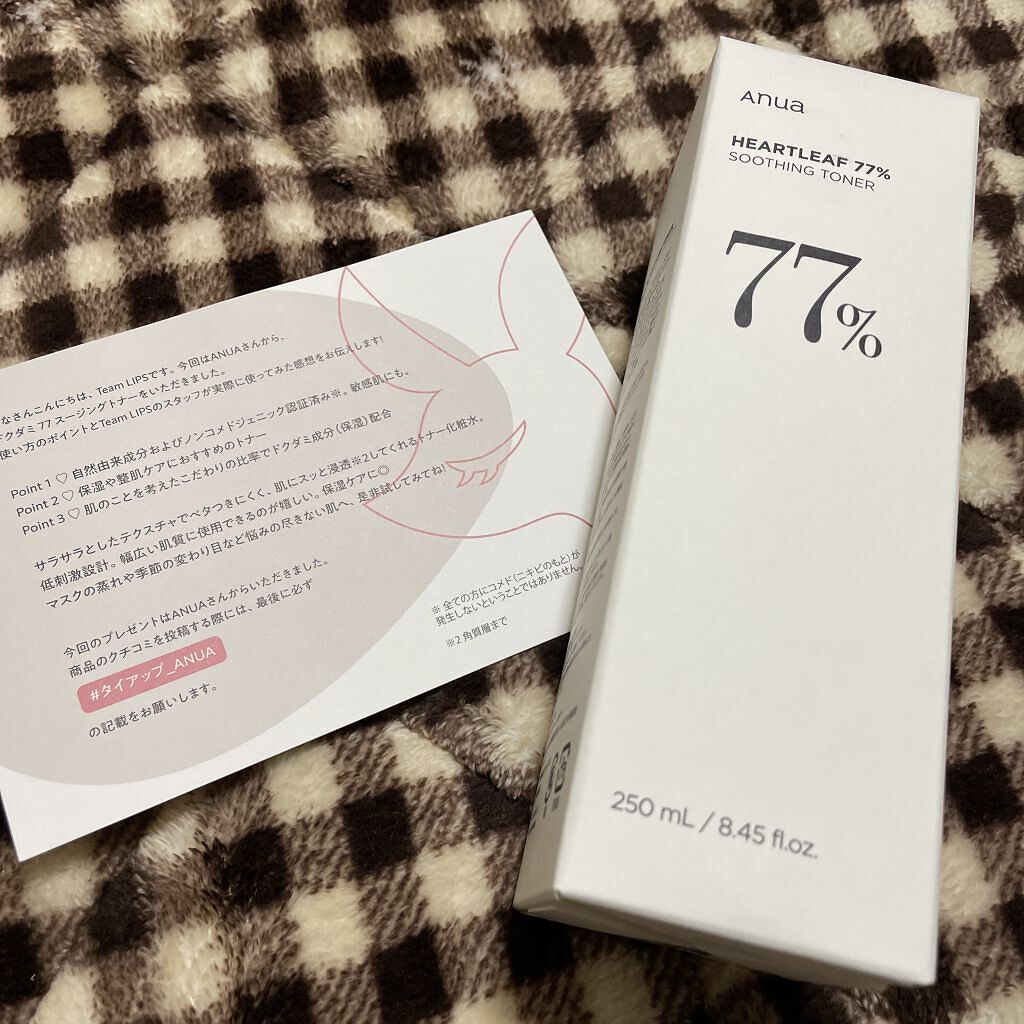 なさんこんにちは、Team LIPSです。今回はANUAさんから、
ドクダミ77 スージングトナーをいただきました。
使い方のポイントとTeam LIPSのスタッフが実際に使ってみた感想をお伝えします!
Point 1 ♡ 自然由来成分およびノンコメドジェニック認証済み※。敏感肌にも。
Point 2 ♡ 保湿や整肌ケアにおすすめのトナー
Point 3 ♡ 肌のことを考えたこだわりの比率でドクダミ成分(保湿)配合
サラサラとしたテクスチャでベタつきにくく、肌にスッと浸透※2してくれるトナー化粧水。
低刺激設計。幅広い肌質に使用できるのが嬉しい。保湿ケアに◎
マスクの蒸れや季節の変わり目など悩みの尽きない肌へ、是非試してみてね!
※ 全ての方にコメド(ニキビのもと)が
発生しないということではありません。
※2 角質層まで
今回のプレゼントはANUAさんからいただきました。
商品のクチコミを投稿する際には、最後に必ず
#タイアップ_ANUA
の記載をお願いします。
Anua
HEARTLEAF 77%
SOOTHING TONER
77%
250 mL / 8.45 fl.oz.